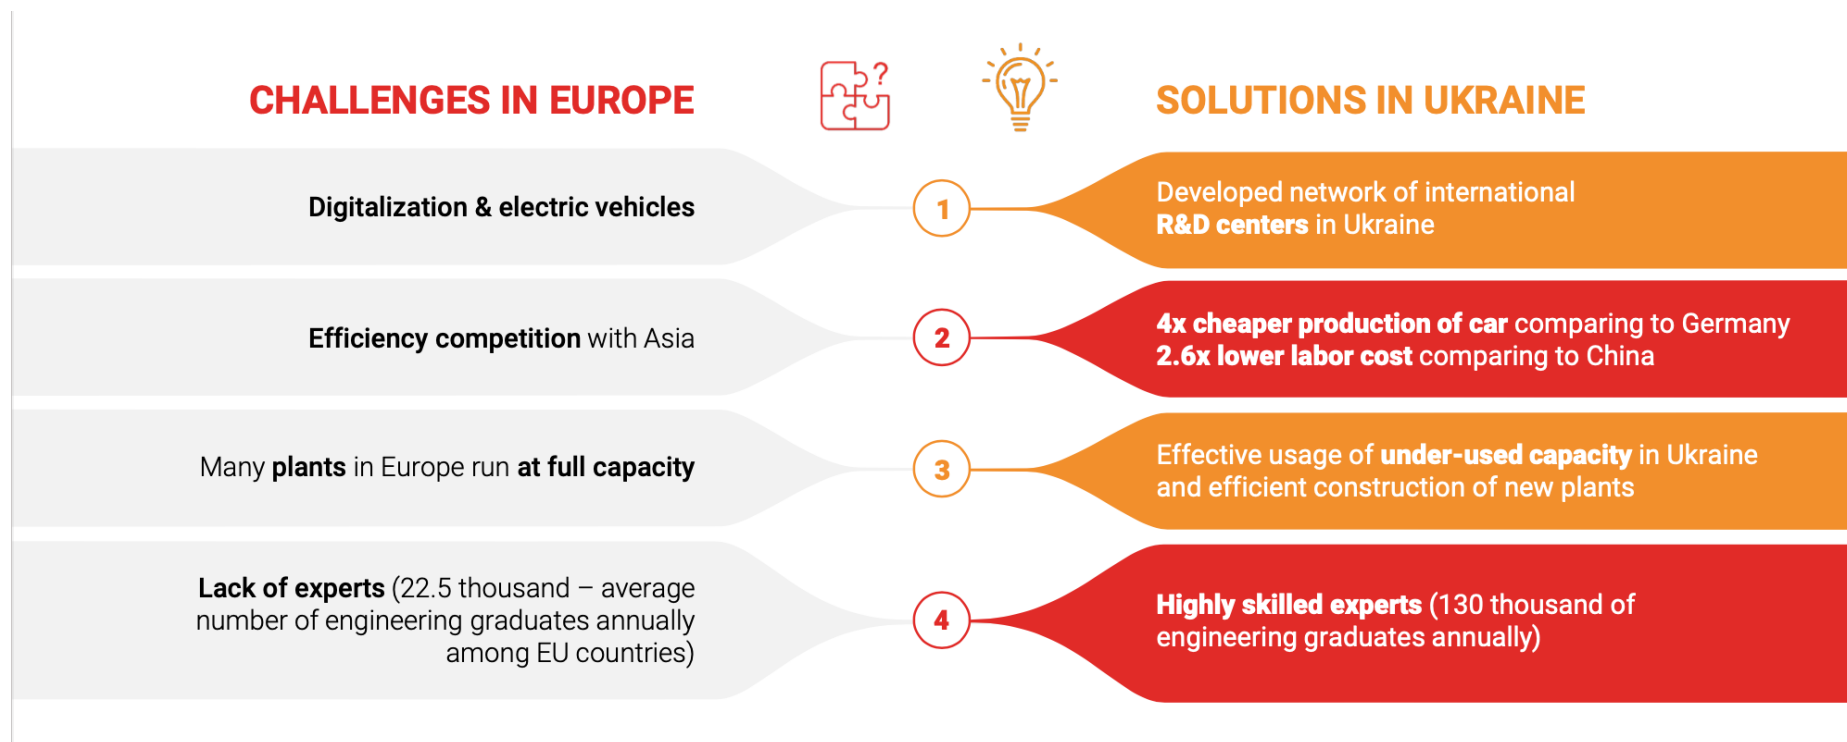 CHALLENGES IN EUROPE
?
SOLUTIONS IN UKRAINE
Digitalization & electric vehicles
1
Developed network of international
R&D centers in Ukraine
Efficiency competition with Asia
2
4x cheaper production of car comparing to Germany
2.6x lower labor cost comparing to China
Many plants in Europe run at full capacity
3
Effective usage of under-used capacity in Ukraine
and efficient construction of new plants
Lack of experts (22.5 thousand – average
number of engineering graduates annually
among EU countries)
4
Highly skilled experts (130 thousand of
engineering graduates annually)